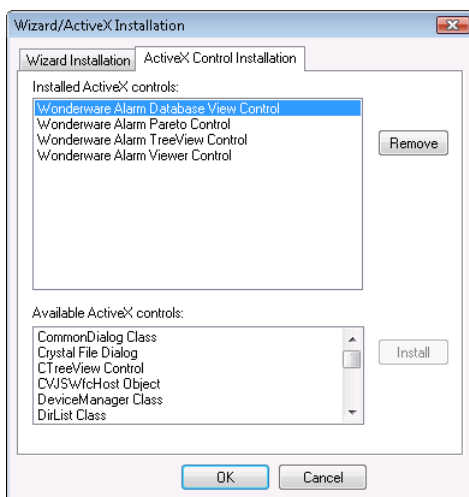 Wizard/ActiveX Installation
Wizard Installation
ActiveX Control Installation
Installed ActiveX controls:
Wonderware Alarm Database View Control
Wonderware Alarm Pareto Control
Wonderware Alarm TreeView Control
Wonderware Alarm Viewer Control
Remove
Available ActiveX controls:
CommonDialog Class
Crystal File Dialog
CTreeView Control
CVJSWfcHost Object
DeviceManager Class
DirList Class
Install
OK
Cancel